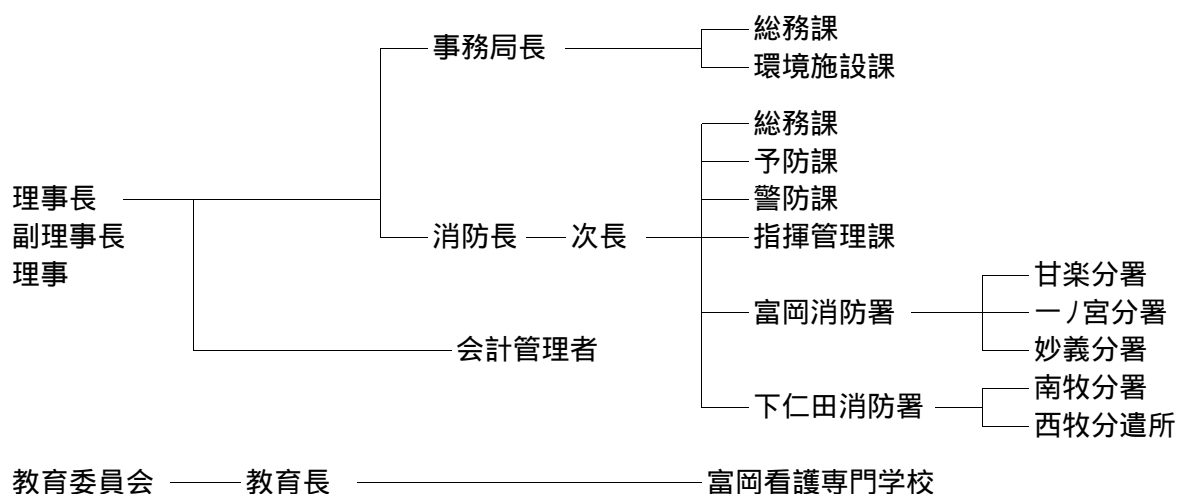 事務局長
総務課
環境施設課
総務課
予防課
警防課
理事長
副理事長
理事
消防長
次長
指揮管理課
甘楽分署
富岡消防署
一ノ宮分署
会計管理者
妙義分署
南牧分署
下仁田消防署
西牧分遣所
教育委員会
教育長
富岡看護専門学校